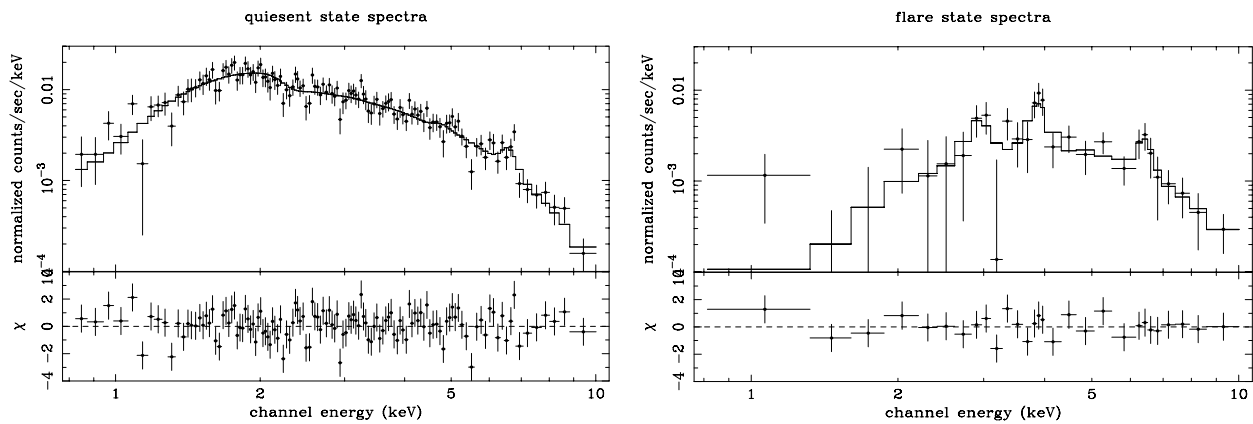 quiesent state spectra
normalized counts/sec/keV
0.01
10⁻³
10⁻⁴
χ
2
0
−2
−4
1 2 5 10
channel energy (keV)
flare state spectra
normalized counts/sec/keV
0.01
10⁻³
10⁻⁴
χ
2
0
−2
−4
1 2 5 10
channel energy (keV)